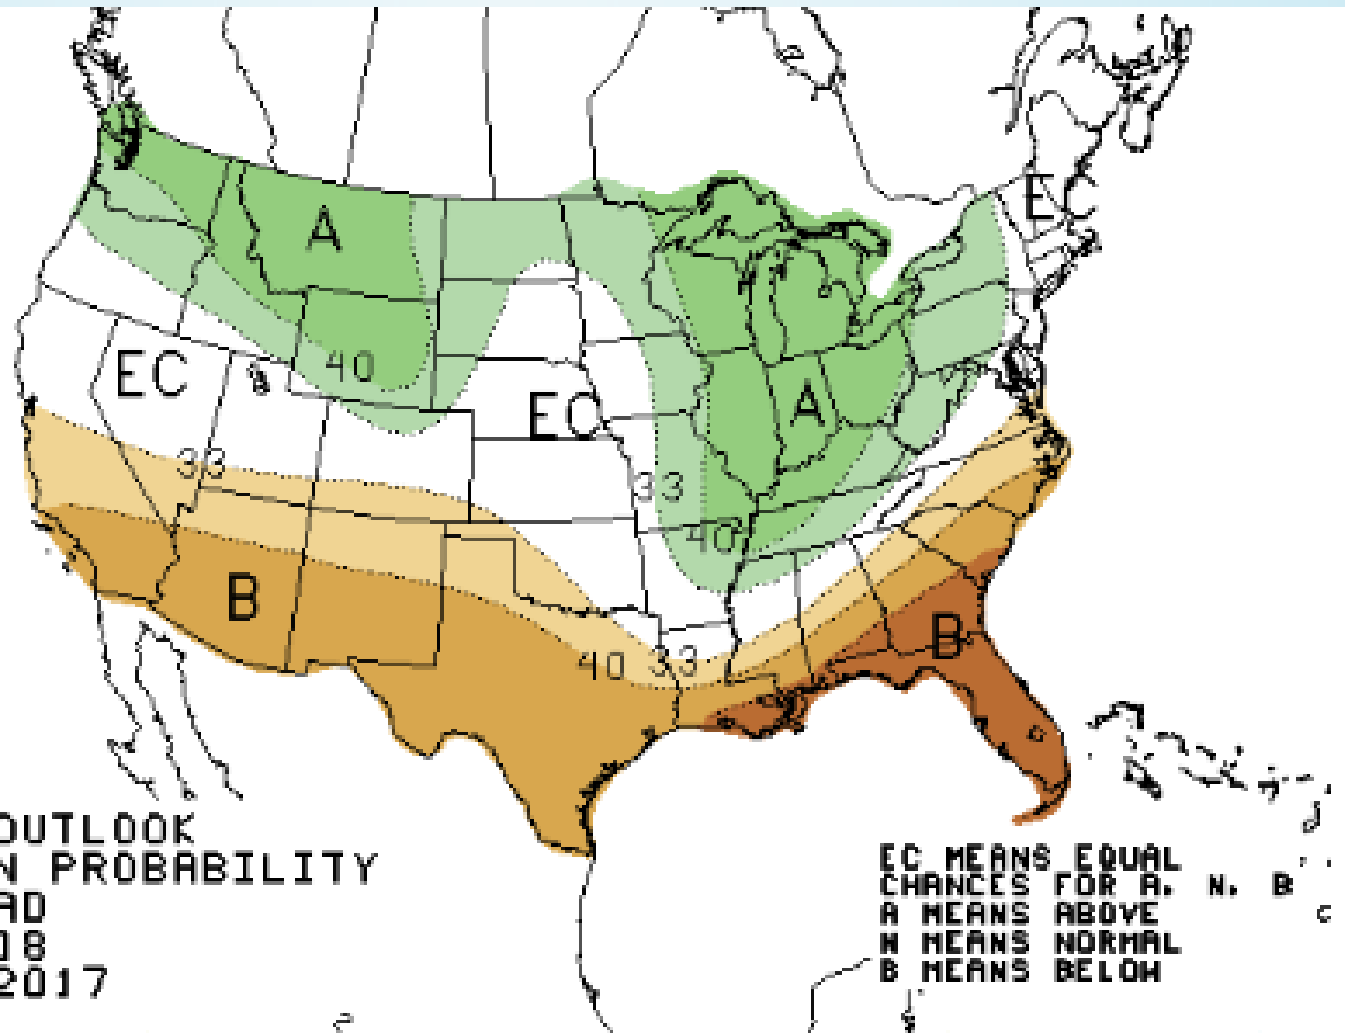 EC
A
EC
40
EC
A
33
33
40
B
B
40
33
OUTLOOK
N PROBABILITY
AD
18
2017
EC MEANS EQUAL
CHANCES FOR A, N, B
A MEANS ABOVE
N MEANS NORMAL
B MEANS BELOW